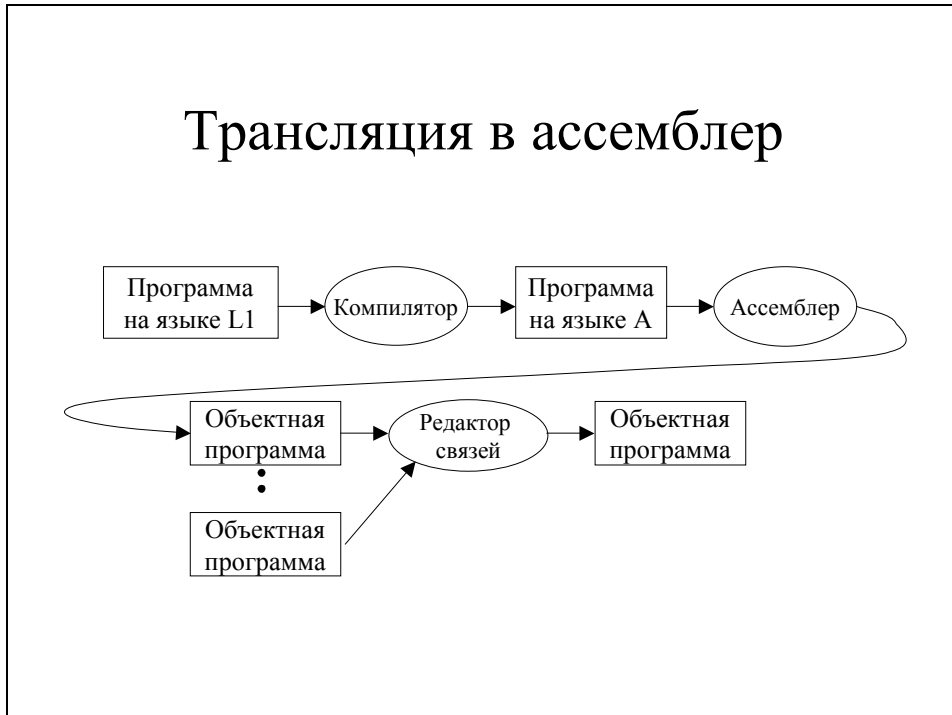 Трансляция в ассемблер
Программа
на языке L1
Компилятор
Программа
на языке А
Ассемблер
Объектная
программа
Редактор
связей
Объектная
программа
Объектная
программа